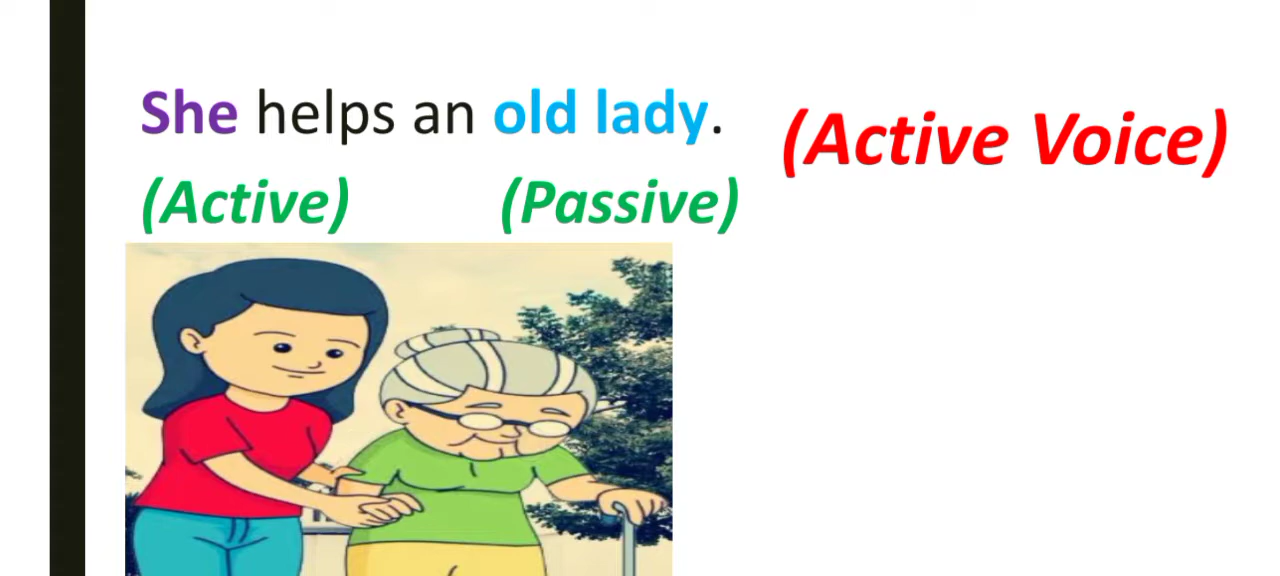 She helps an old lady.
(Active Voice)
(Active) (Passive)